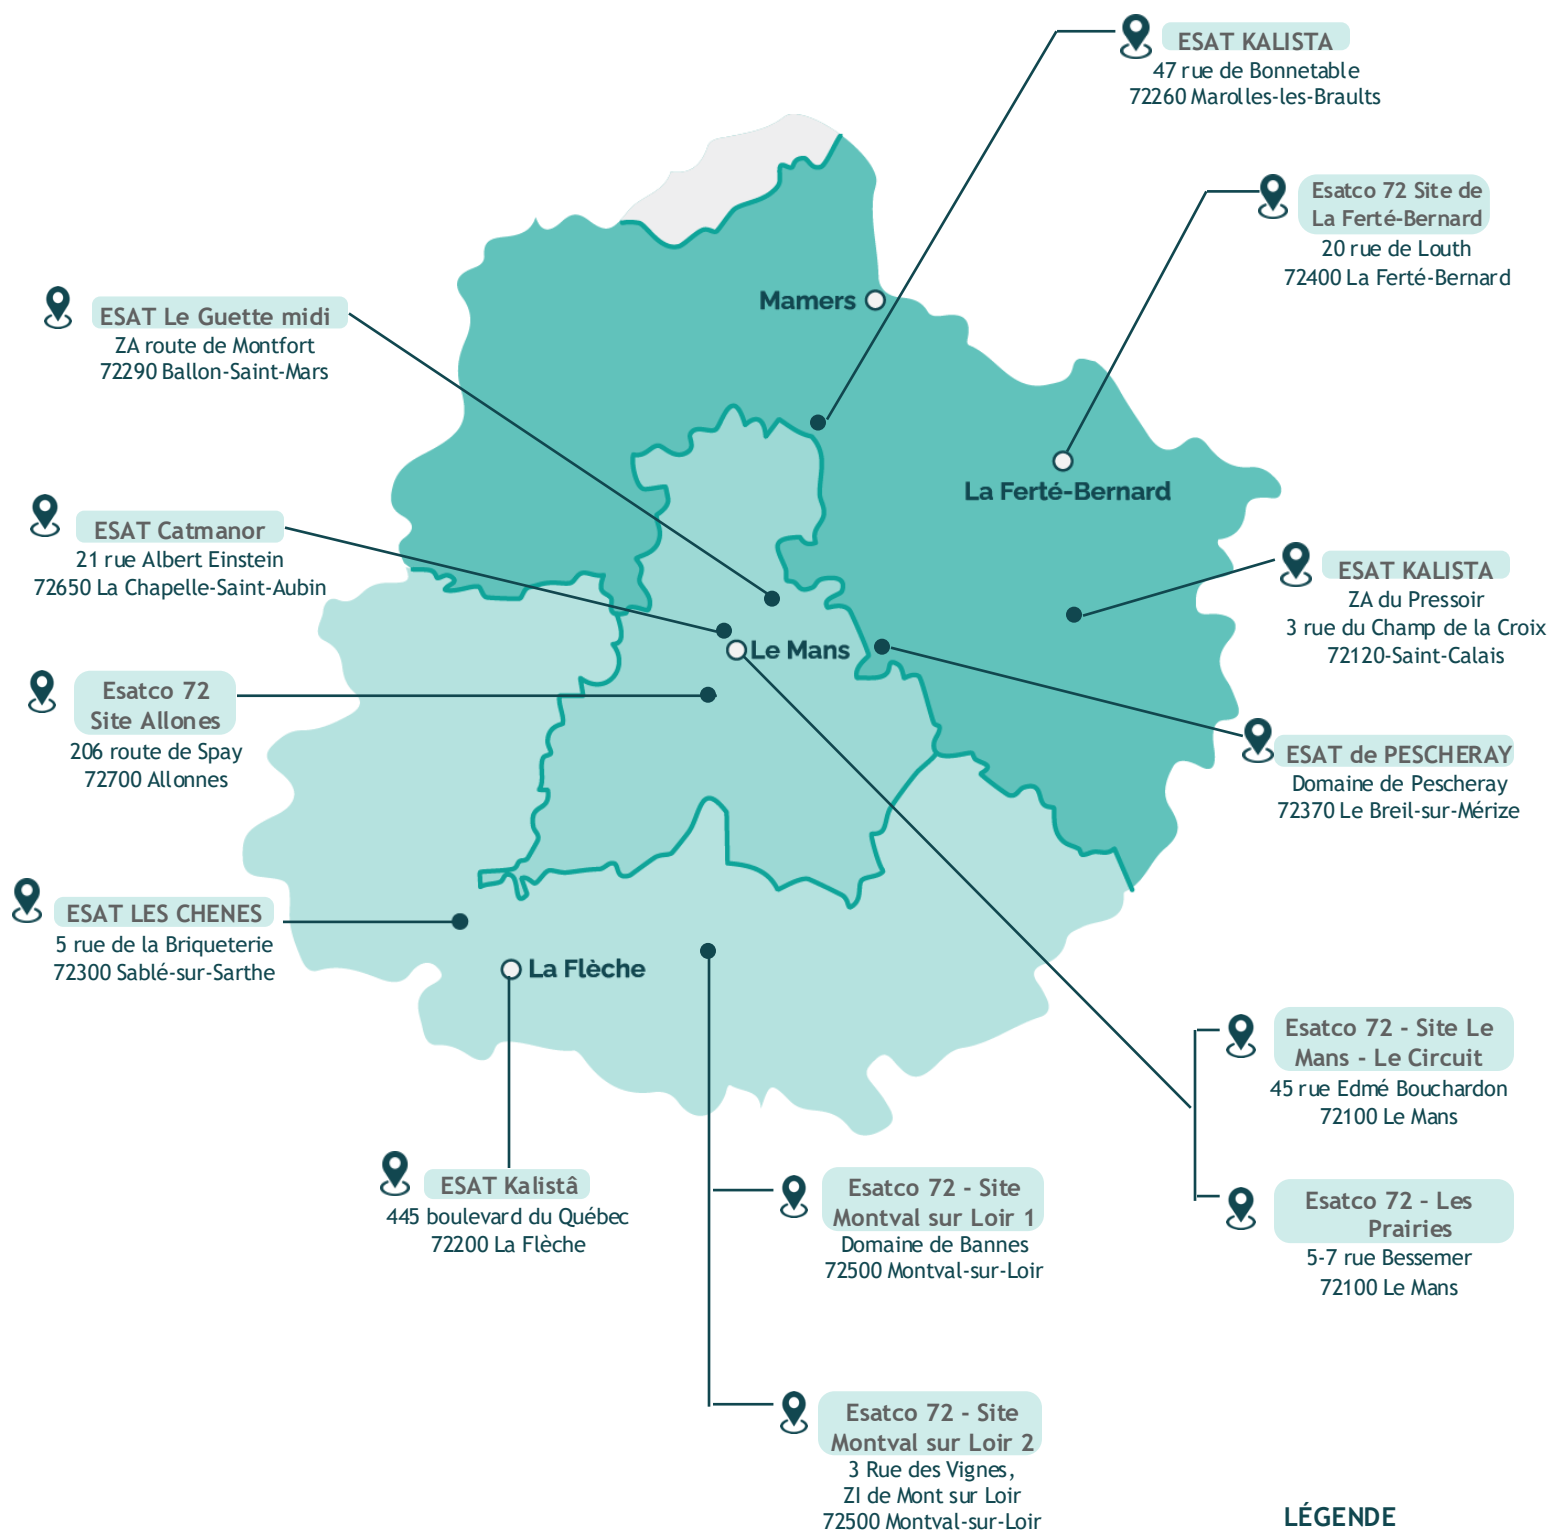 ESAT KALISTA
47 rue de Bonnetable
72260 Marolles-les-Braults
Esatco 72 Site de
La Ferté-Bernard
20 rue de Louth
72400 La Ferté-Bernard
Mamers
ESAT Le Guette midi
ZA route de Montfort
72290 Ballon-Saint-Mars
La Ferté-Bernard
ESAT Catmanor
21 rue Albert Einstein
72650 La Chapelle-Saint-Aubin
ESAT KALISTA
ZA du Pressoir
3 rue du Champ de la Croix
72120-Saint-Calais
Le Mans
Esatco 72
Site Allones
206 route de Spay
72700 Allonnes
ESAT de PESCHERAY
Domaine de Pescheray
72370 Le Breil-sur-Mérize
ESAT LES CHENES
5 rue de la Briqueterie
72300 Sablé-sur-Sarthe
La Flèche
Esatco 72 - Site Le
Mans - Le Circuit
45 rue Edmé Bouchardon
72100 Le Mans
ESAT Kalistâ
445 boulevard du Québec
72200 La Flèche
Esatco 72 - Site
Montval sur Loir 1
Domaine de Bannes
72500 Montval-sur-Loir
Esatco 72 - Les
Prairies
5-7 rue Bessemer
72100 Le Mans
Esatco 72 - Site
Montval sur Loir 2
3 Rue des Vignes,
ZI de Mont sur Loir
72500 Montval-sur-Loir
LÉGENDE